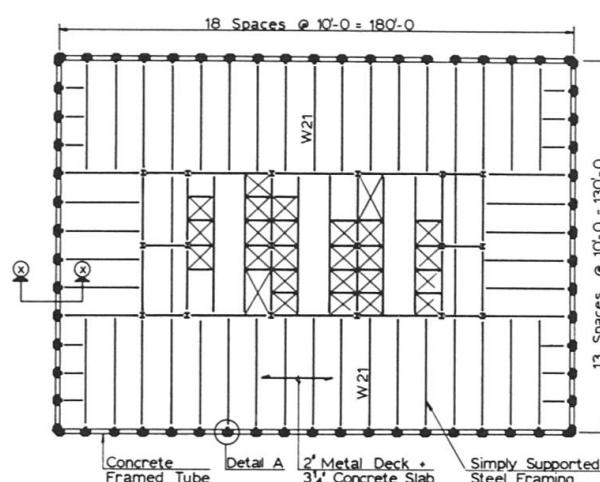 18 Spaces @ 10'-0 = 180'-0
W21
13 Spaces @ 10'-0 = 130'-0
x
x
W21
Concrete
Framed Tube
Detail A
2" Metal Deck +
3¼" Concrete Slab
Simply Supported
Steel Framing